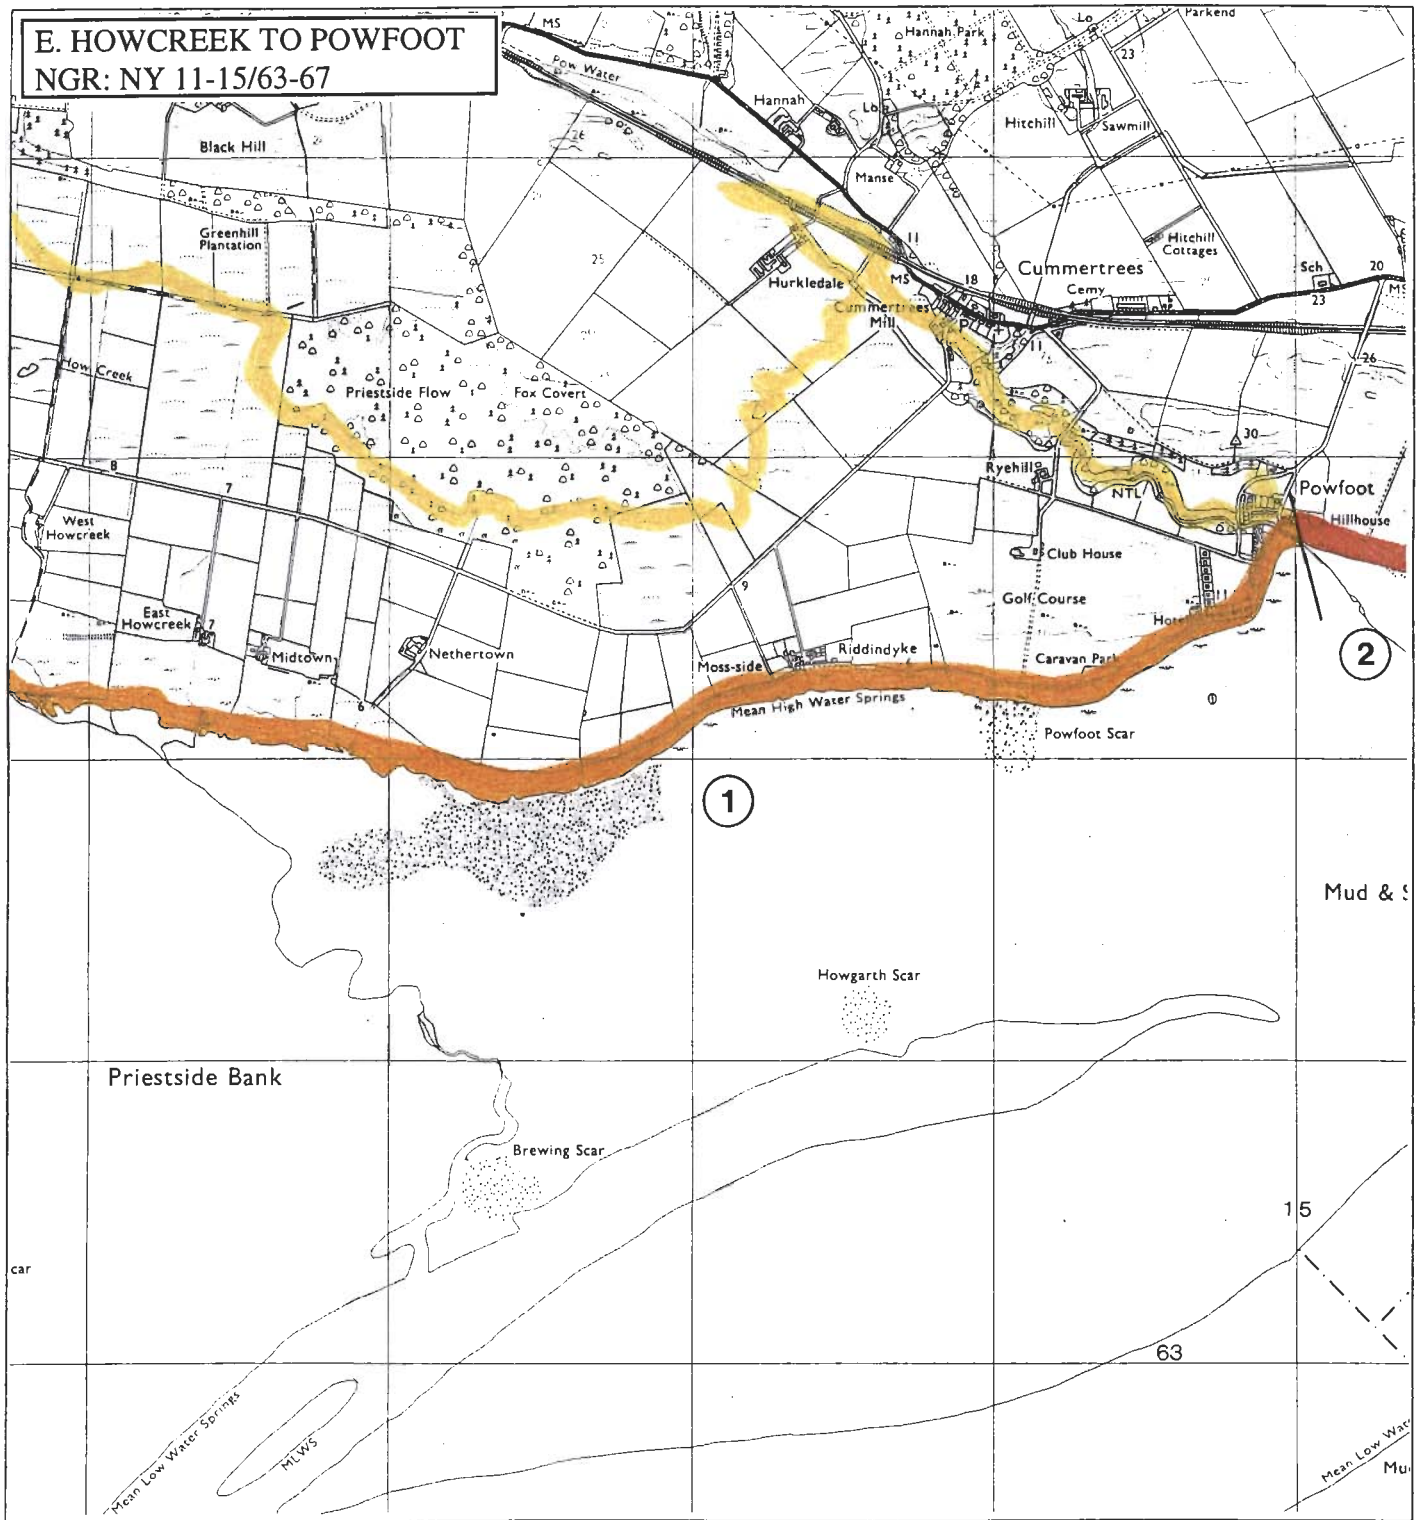 E. HOWCREEK TO POWFOOT
NGR: NY 11-15/63-67
MS
Pow Water
Hannah Park
Lo
Parkend
23
Hannah
Lo
Hitchill
Sawmill
26
Black Hill
Manse
Greenhill
Plantation
25
Hurkledale
11
MS
18
Cummertrees
Cemy
Hitchill
Cottages
Sch
20
23
MS
Cummertrees
Mill
P
11
26
How Creek
Priestside Flow
Fox Covert
30
8
7
Ryehill
NTL
Powfoot
Hillhouse
West
Howcreek
Club House
9
Golf Course
East
Howcreek
7
Midtown
Nethertown
Hotel
11
2
Moss-side
Riddindyke
Caravan Park
6
Mean High Water Springs
Powfoot Scar
1
Mud & S
Howgarth Scar
Priestside Bank
Brewing Scar
15
car
63
Mean Low Water Springs
MLWS
Mean Low Wate
Mu